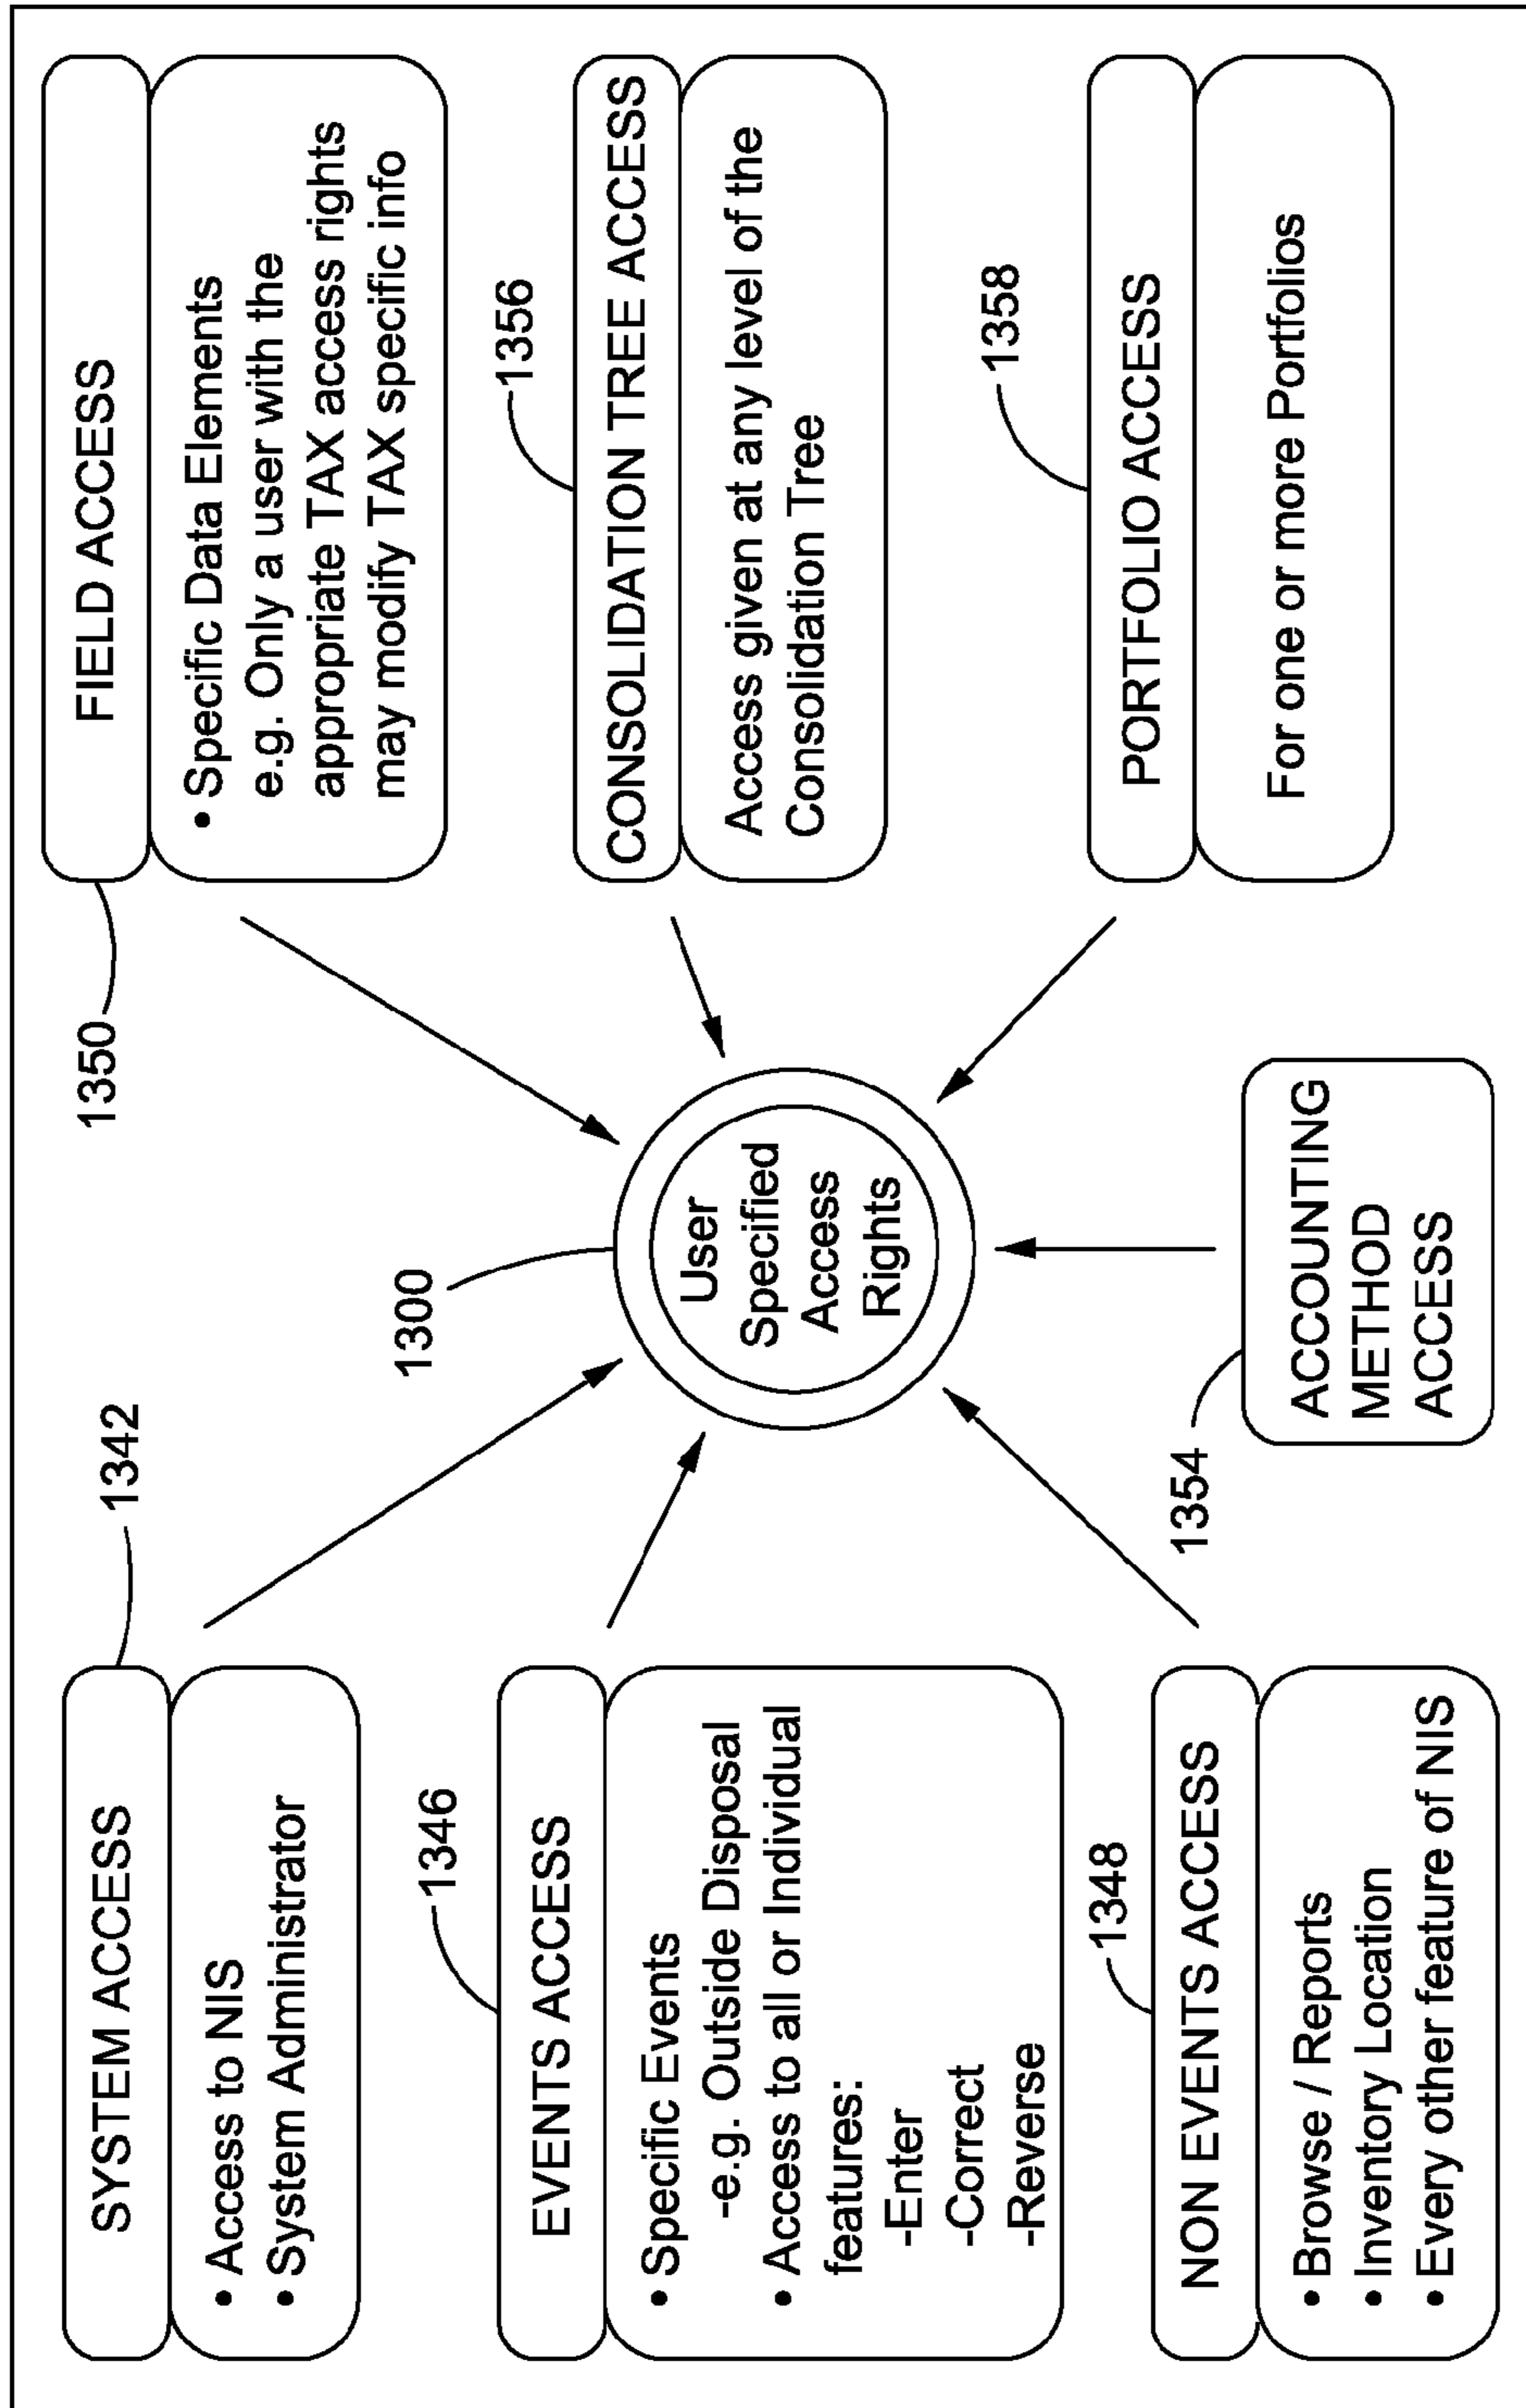 SYSTEM ACCESS
1342
• Access to NIS
• System Administrator
1346
EVENTS ACCESS
• Specific Events
-e.g. Outside Disposal
• Access to all or Individual
features:
-Enter
-Correct
-Reverse
1348
NON EVENTS ACCESS
• Browse / Reports
• Inventory Location
• Every other feature of NIS
1300
User
Specified
Access
Rights
1354
ACCOUNTING
METHOD
ACCESS
1350
FIELD ACCESS
• Specific Data Elements
e.g. Only a user with the
appropriate TAX access rights
may modify TAX specific info
1356
CONSOLIDATION TREE ACCESS
Access given at any level of the
Consolidation Tree
1358
PORTFOLIO ACCESS
For one or more Portfolios